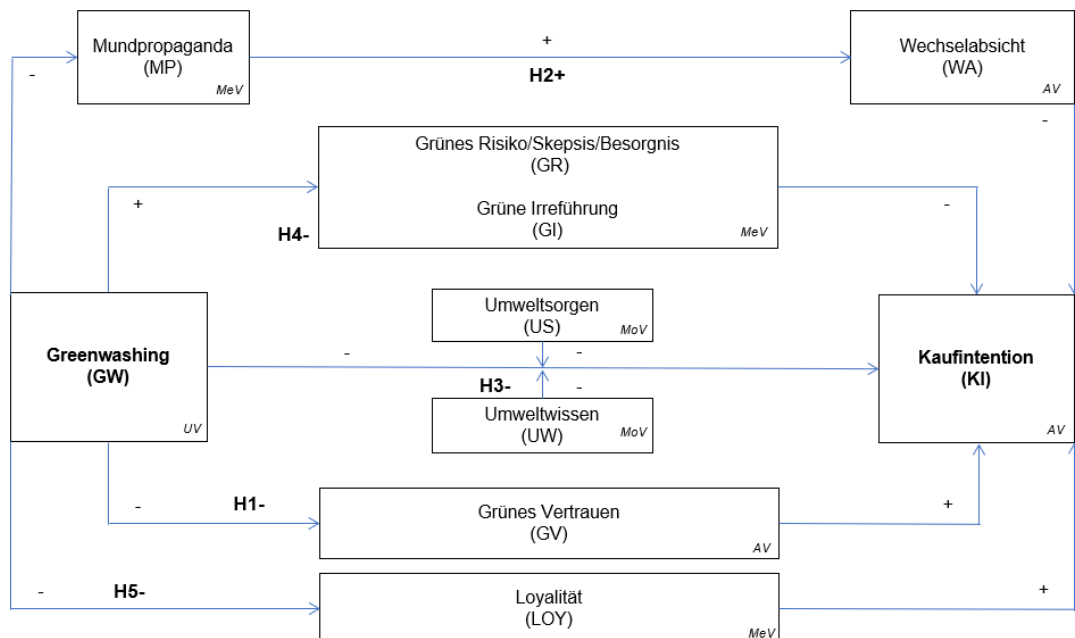 Mundpropaganda
(MP)
MeV
-
+
H2+
Wechselabsicht
(WA)
AV
-
Grünes Risiko/Skepsis/Besorgnis
(GR)
Grüne Irreführung
(GI)
MeV
+
H4-
-
Greenwashing
(GW)
UV
-
Umweltsorgen
(US)
MoV
-
H3-
-
Umweltwissen
(UW)
MoV
Kaufintention
(KI)
AV
-
H1-
Grünes Vertrauen
(GV)
AV
+
-
H5-
Loyalität
(LOY)
MeV
+